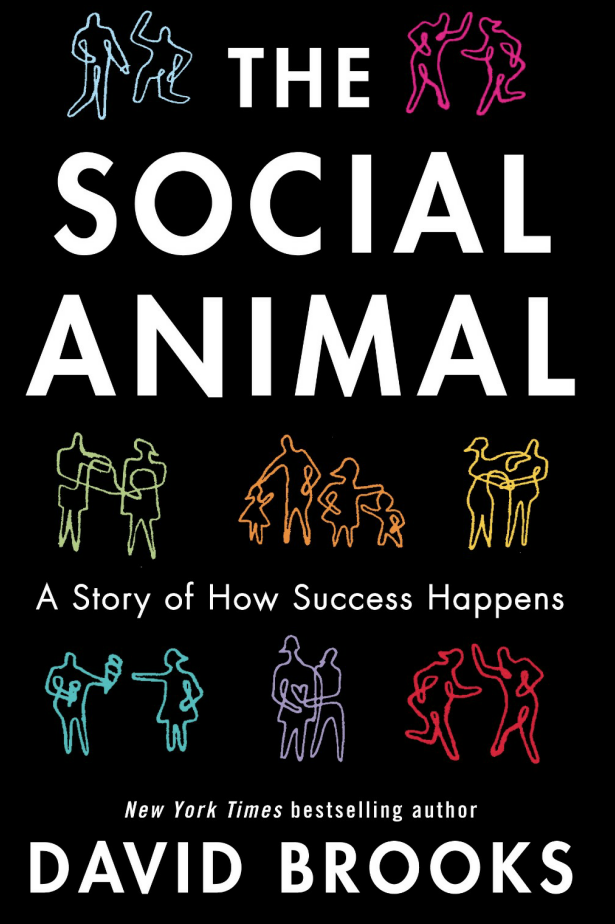 THE
SOCIAL
ANIMAL
A Story of How Success Happens
New York Times bestselling author
DAVID BROOKS